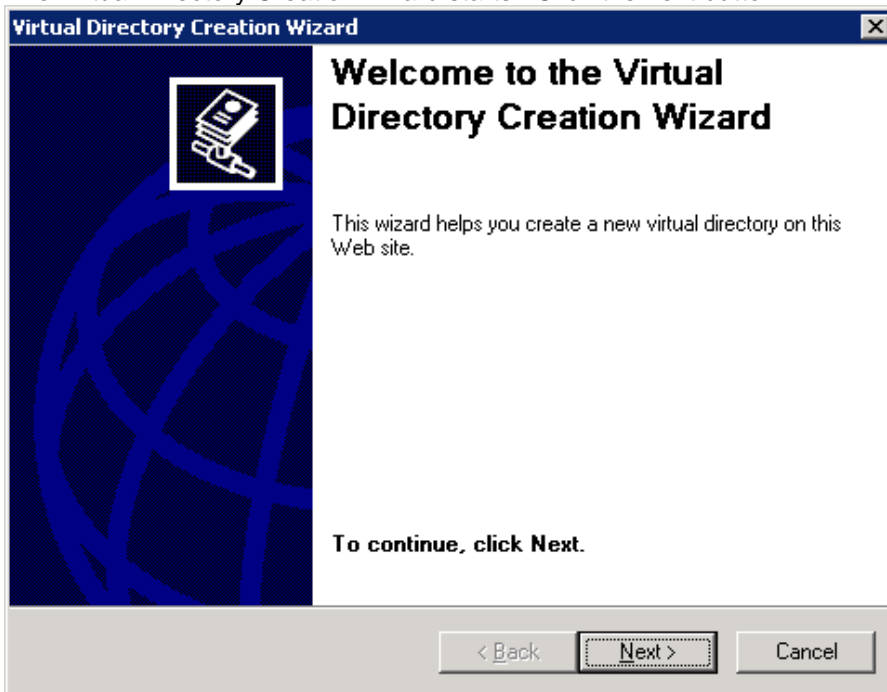 Virtual Directory Creation Wizard
Welcome to the Virtual
Directory Creation Wizard
This wizard helps you create a new virtual directory on this
Web site.
To continue, click Next.
< Back
Next >
Cancel